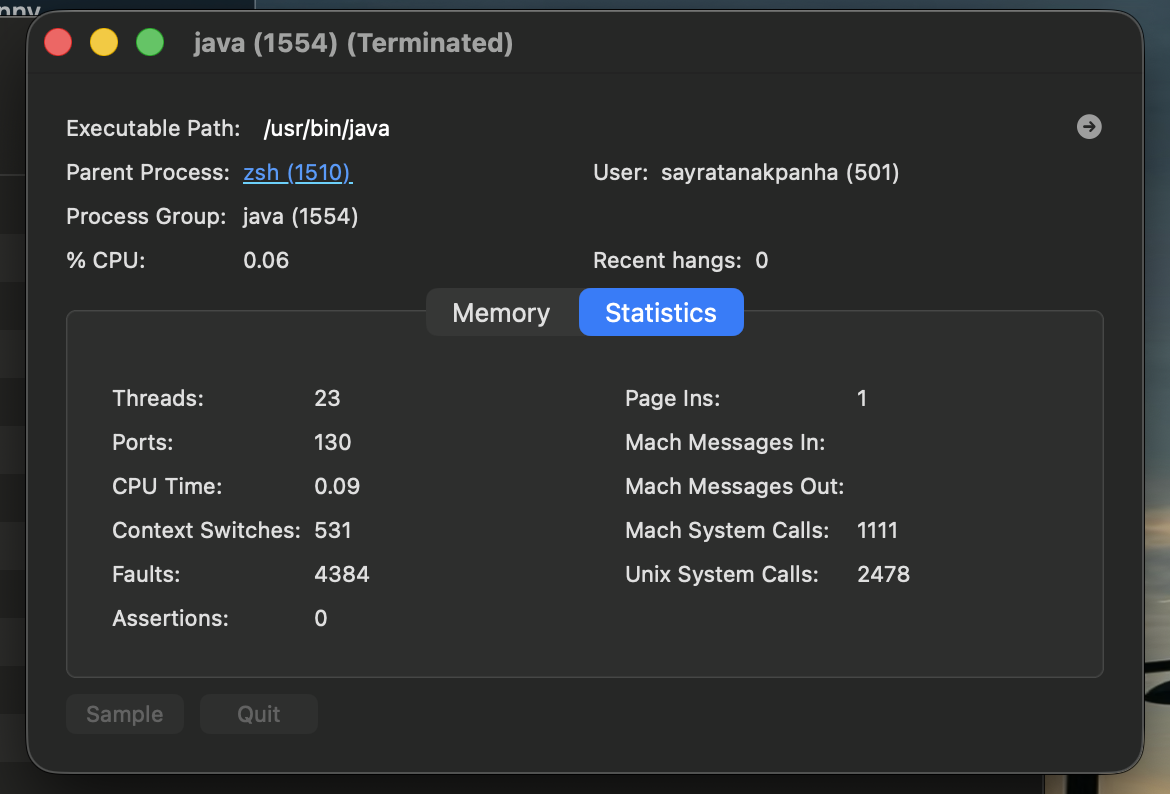 java (1554) (Terminated)
Executable Path: /usr/bin/java
Parent Process: zsh (1510)
User: sayratanakpanha (501)
Process Group: java (1554)
% CPU: 0.06
Recent hangs: 0
Memory
Statistics
Threads: 23
Ports: 130
CPU Time: 0.09
Context Switches: 531
Faults: 4384
Assertions: 0
Page Ins: 1
Mach Messages In:
Mach Messages Out:
Mach System Calls: 1111
Unix System Calls: 2478
Sample
Quit